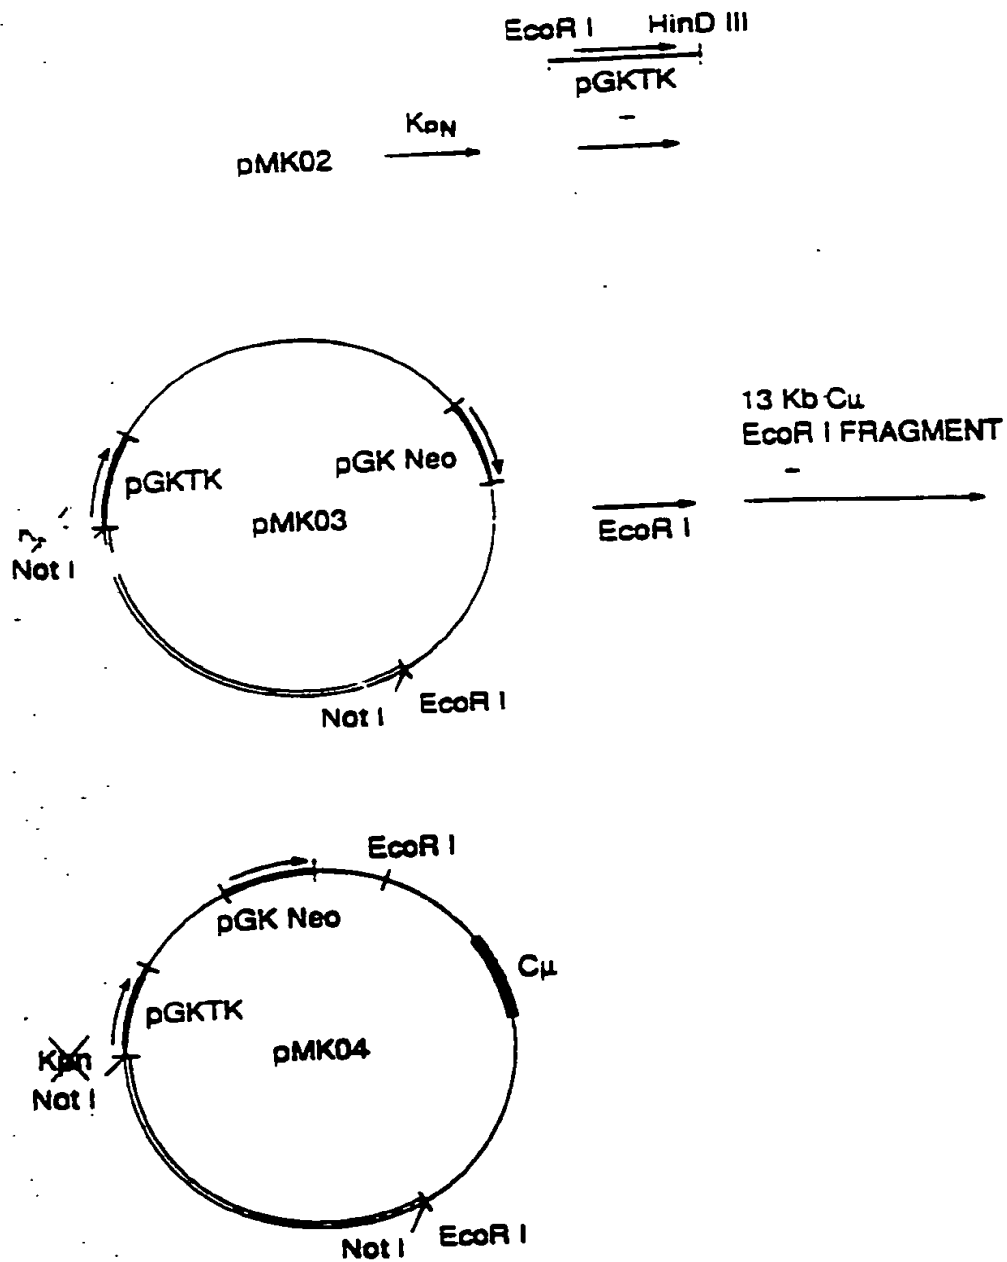 EcoR I HinD III
pGKTK
KpN
pMK02
13 Kb Cμ
EcoR I FRAGMENT
pGK Neo
pGKTK
pMK03
EcoR I
Not I
Not I EcoR I
EcoR I
pGK Neo
Cμ
pGKTK
pMK04
Kpn
Not I
Not I EcoR I